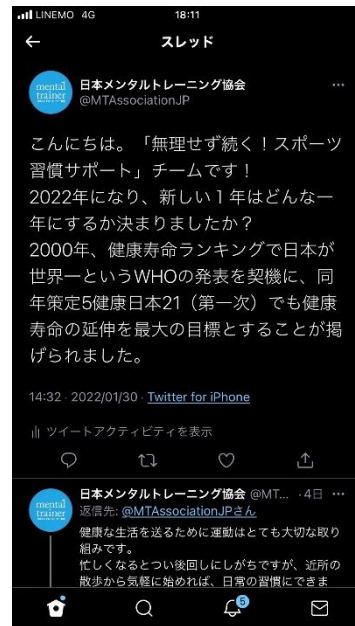 LINEMO 4G 18:11
スレッド
mental trainer
日本メンタルトレーニング協会
@MTAssociationJP
こんにちは。「無理せず続く！スポーツ
習慣サポート」チームです！
2022年になり、新しい１年はどんな一
年にするか決まりましたか？
2000年、健康寿命ランキングで日本が
世界一というWHOの発表を契機に、同
年策定5健康日本21（第一次）でも健康
寿命の延伸を最大の目標とすることが掲
げられました。
14:32 · 2022/01/30 · Twitter for iPhone
ツイートアクティビティを表示
mental trainer
日本メンタルトレーニング協会 @MT... · 4日
返信先: @MTAssociationJPさん
健康な生活を送るために運動はとても大切な取り
組みです。
忙しくなるとつい後回しにしがちですが、近所の
散歩から気軽に始めれば、日常の習慣にできま
5